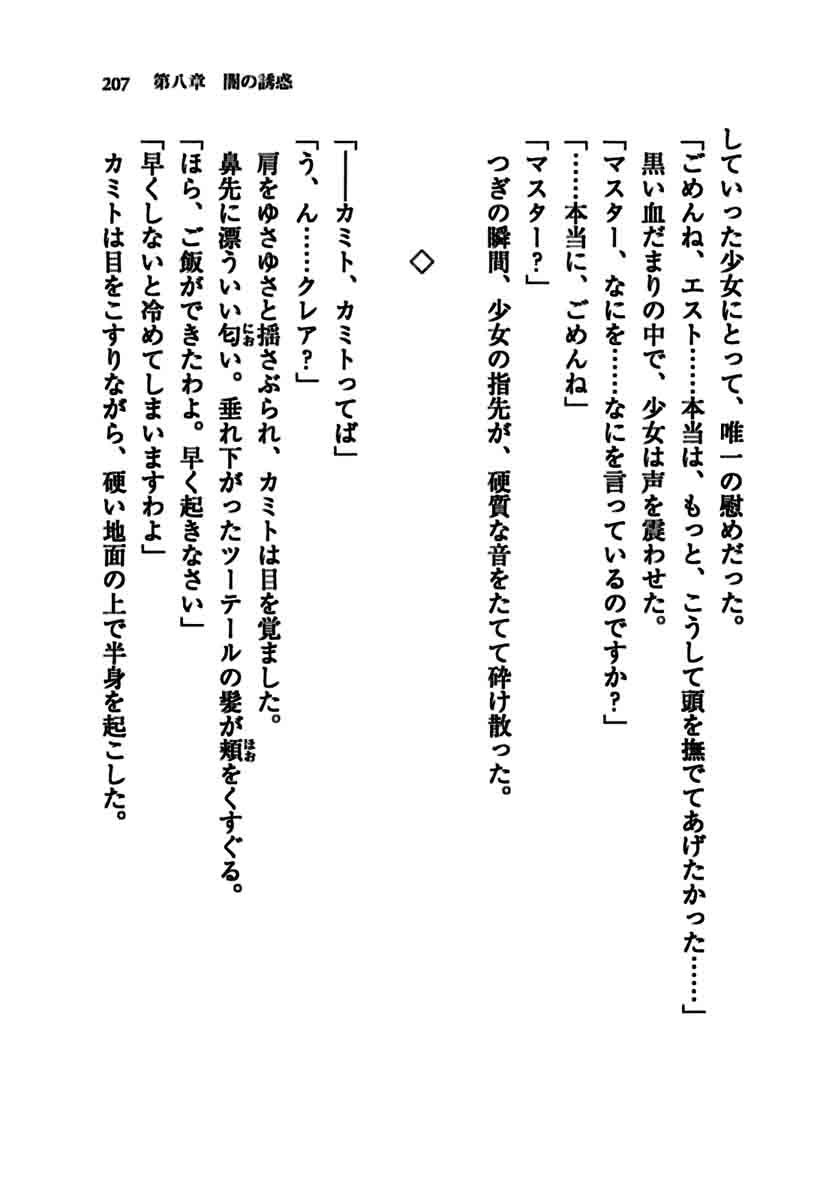 207 第八章 闇の誘惑
していった少女にとって、唯一の慰めだった。
「ごめんね、エスト……本当は、もっと、こうして頭を撫でてあげたかった……」
黒い血だまりの中で、少女は声を震わせた。
「マスター、なにを……なにを言っているのですか?」
「……本当に、ごめんね」
「マスター?」
つぎの瞬間、少女の指先が、硬質な音をたてて砕け散った。
◇
「――カミト、カミトってば」
「う、ん……クレア?」
肩をゆさゆさと揺さぶられ、カミトは目を覚ました。
鼻先に漂ういい匂い。垂れ下がったツーテールの髪が頬をくすぐる。
「ほら、ご飯ができたわよ。早く起きなさい」
「早くしないと冷めてしまいますわよ」
カミトは目をこすりながら、硬い地面の上で半身を起こした。